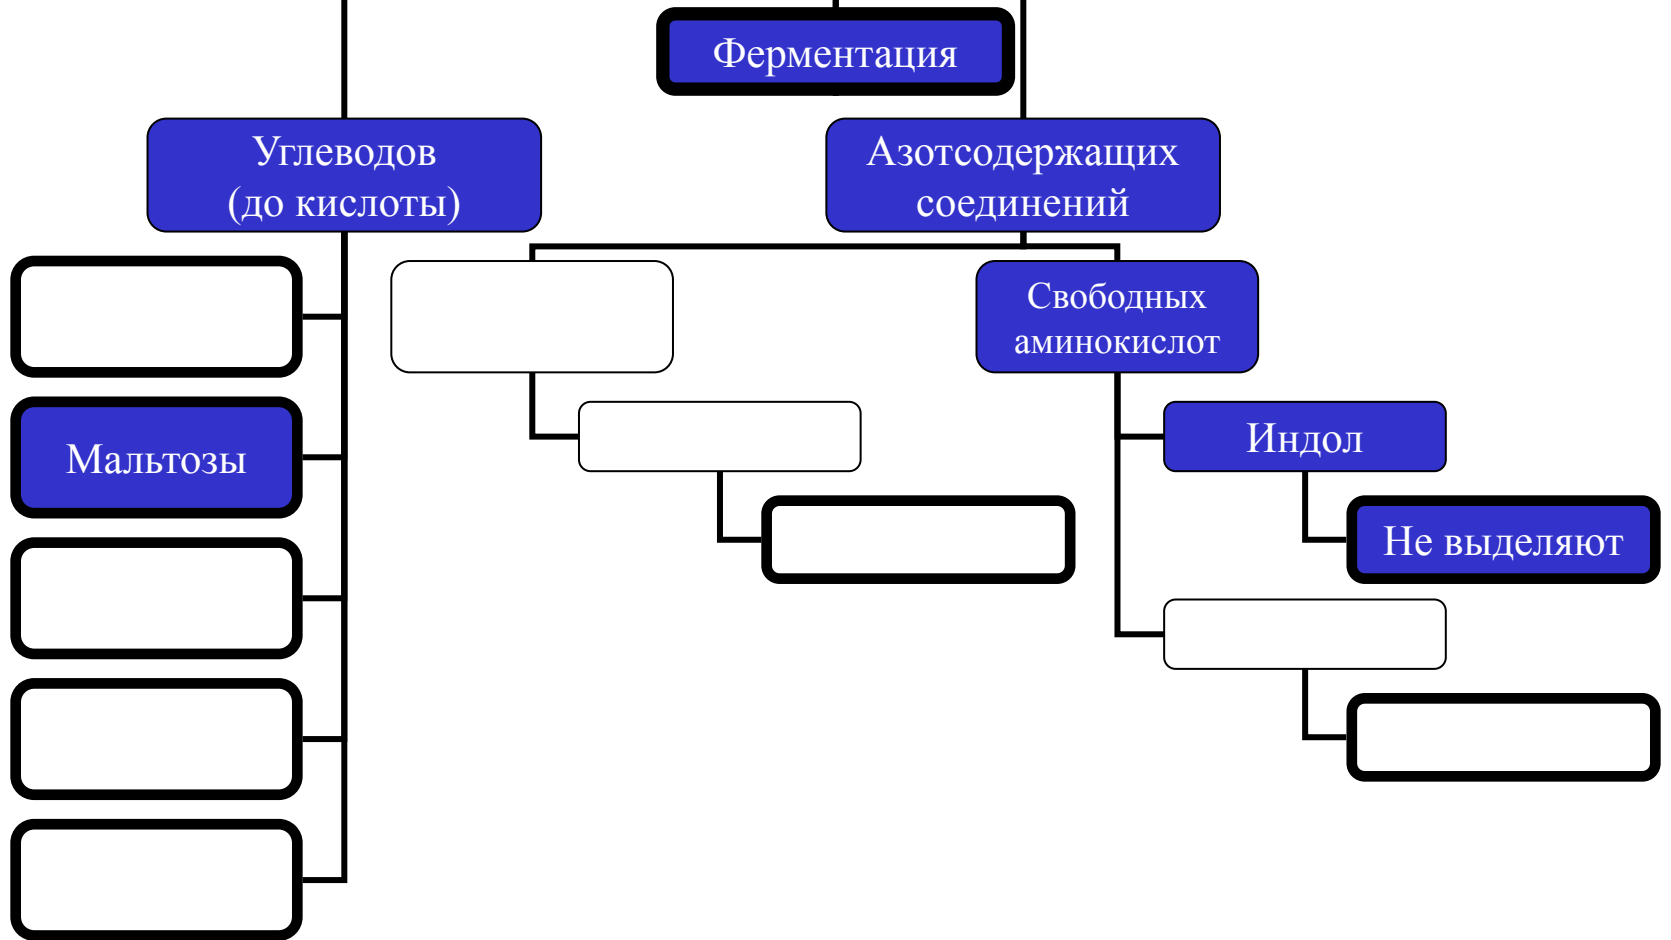 Ферментация
Углеводов
(до кислоты)
Азотсодержащих
соединений
Свободных
аминокислот
Мальтозы
Индол
Не выделяют